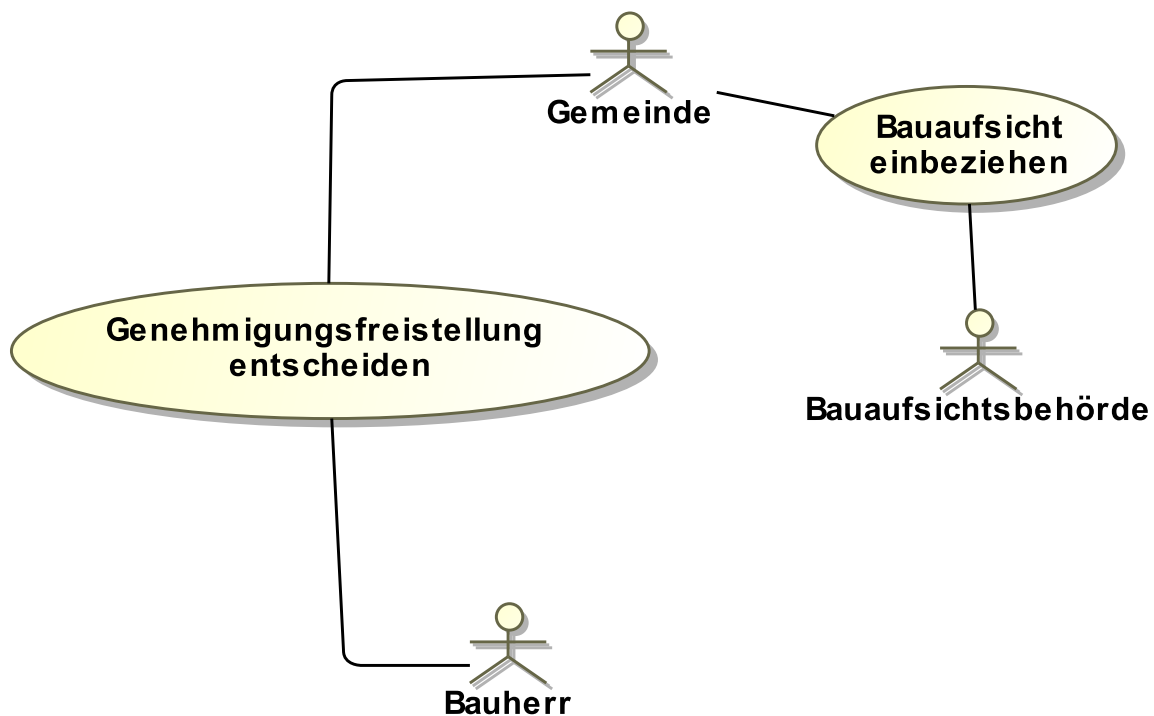 Gemeinde
Bauaufsicht
einbeziehen
Genehmigungsfreistellung
entscheiden
Bauaufsichtsbehörde
Bauherr